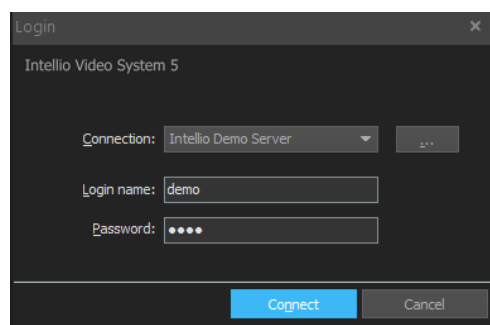 Login
Intellio Video System 5
Connection: Intellio Demo Server ...
Login name: demo
Password: ●●●●
Connect Cancel